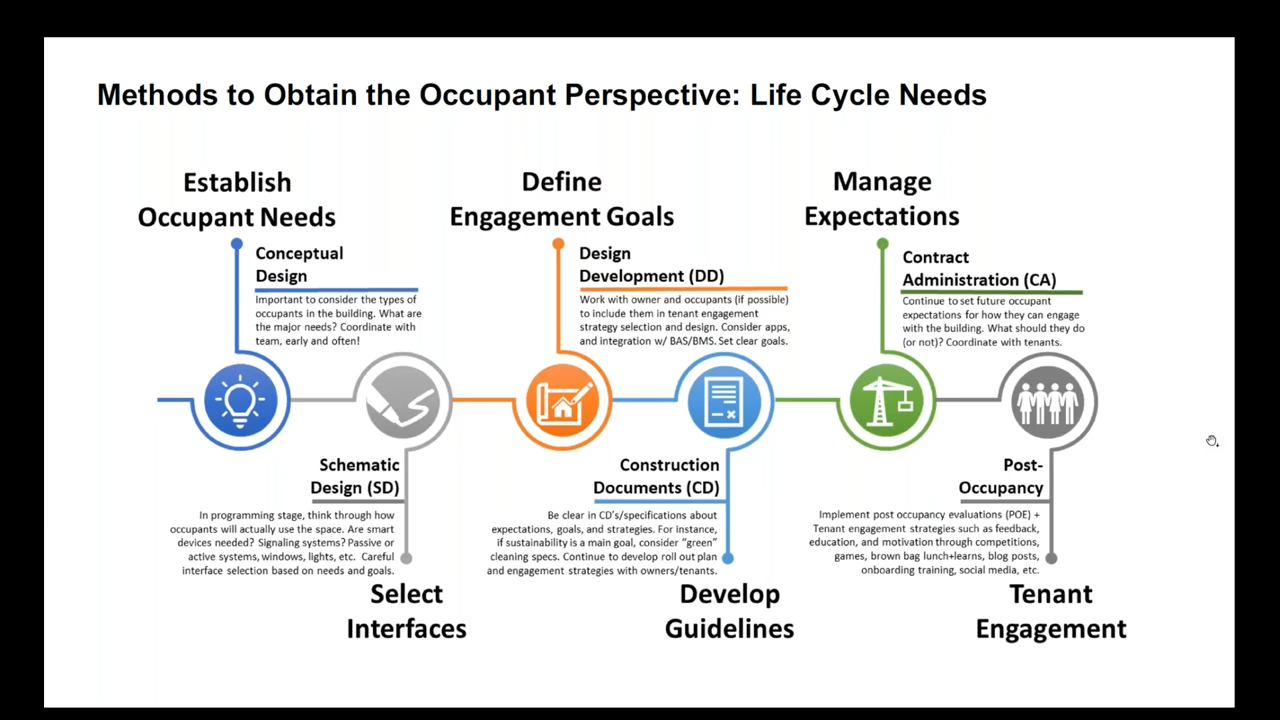 Methods to Obtain the Occupant Perspective: Life Cycle Needs
Establish
Occupant Needs
Conceptual
Design
Important to consider the types of
occupants in the building. What are
the major needs? Coordinate with
team, early and often!
Schematic
Design (SD)
In programming stage, think through how
occupants will actually use the space. Are smart
devices needed? Signaling systems? Passive or
active systems, windows, lights, etc. Careful
interface selection based on needs and goals.
Select
Interfaces
Define
Engagement Goals
Design
Development (DD)
Work with owner and occupants (if possible)
to include them in tenant engagement
strategy selection and design. Consider apps,
and integration w/ BAS/BMS. Set clear goals.
Construction
Documents (CD)
Be clear in CD's/specifications about
expectations, goals, and strategies. For instance,
if sustainability is a main goal, consider "green"
cleaning specs. Continue to develop roll out plan
and engagement strategies with owners/tenants.
Develop
Guidelines
Manage
Expectations
Contract
Administration (CA)
Continue to set future occupant
expectations for how they can engage
with the building. What should they do
(or not)? Coordinate with tenants.
Post-
Occupancy
Implement post occupancy evaluations (POE) +
Tenant engagement strategies such as feedback,
education, and motivation through competitions,
games, brown bag lunch+learns, blog posts,
onboarding training, social media, etc.
Tenant
Engagement